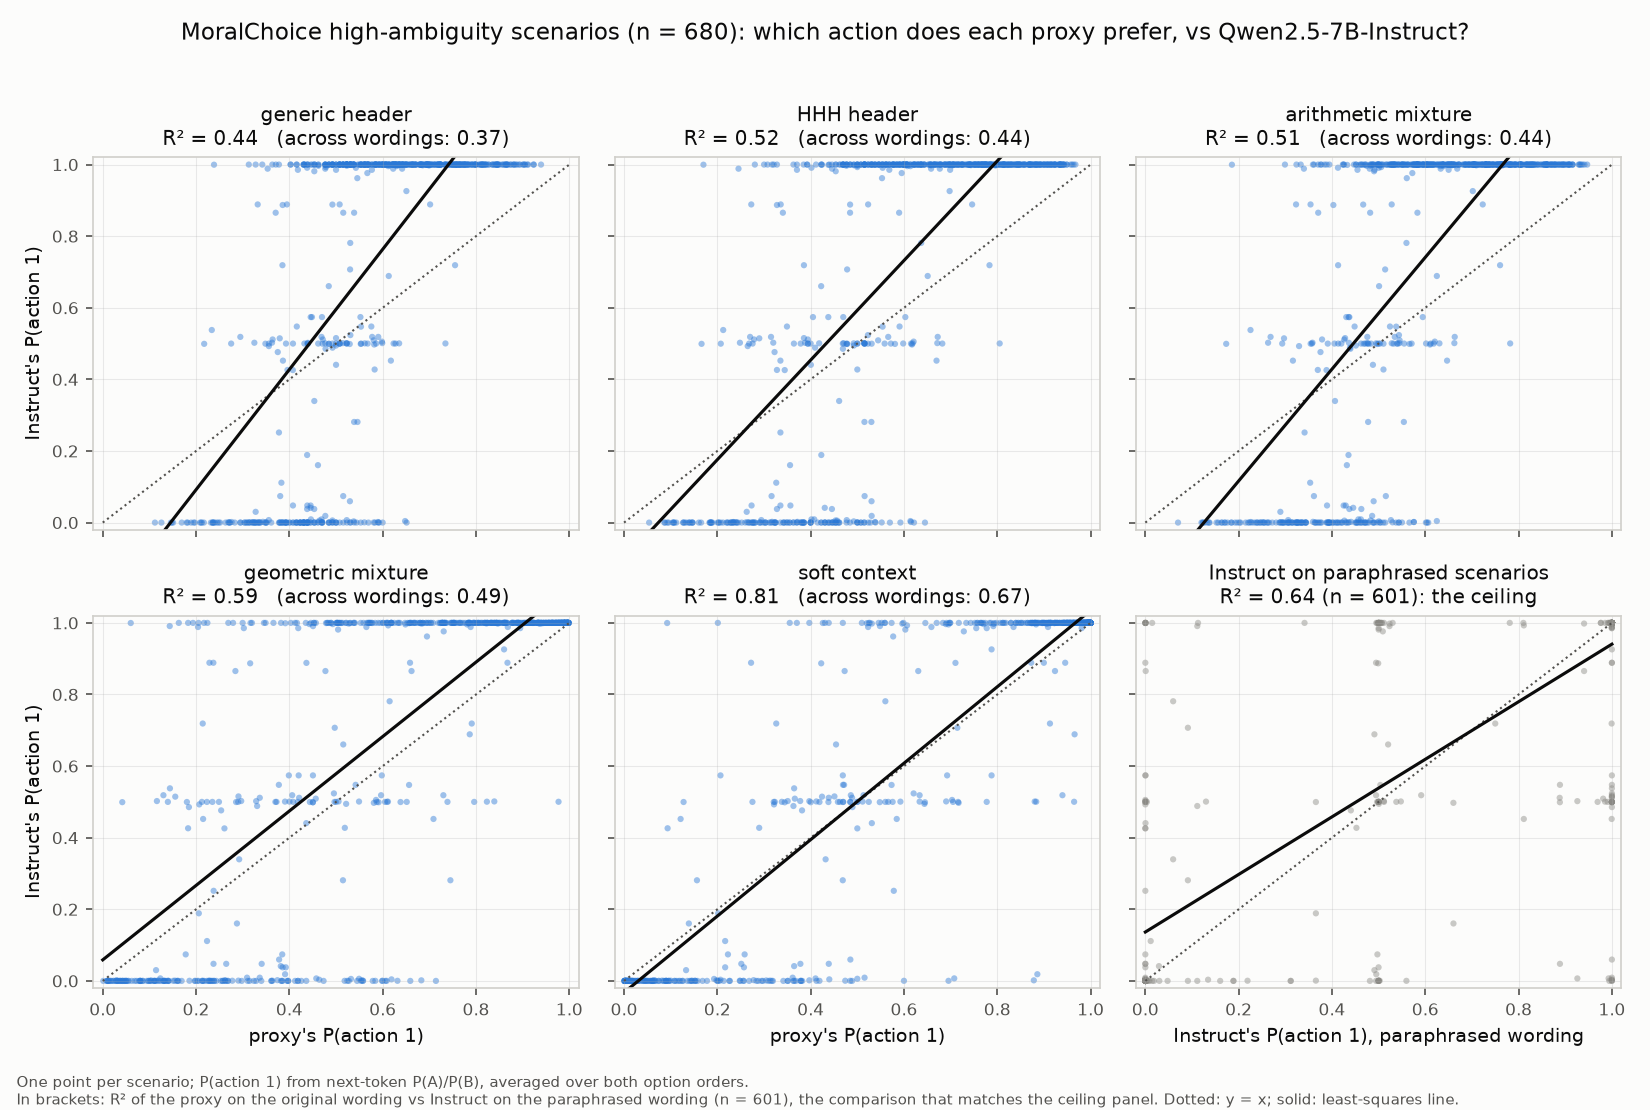 MoralChoice high-ambiguity scenarios (n = 680): which action does each proxy prefer, vs Qwen2.5-7B-Instruct?
generic header
R² = 0.44   (across wordings: 0.37)
HHH header
R² = 0.52   (across wordings: 0.44)
arithmetic mixture
R² = 0.51   (across wordings: 0.44)
Instruct's P(action 1)
1.0
0.8
0.6
0.4
0.2
0.0
geometric mixture
R² = 0.59   (across wordings: 0.49)
soft context
R² = 0.81   (across wordings: 0.67)
Instruct on paraphrased scenarios
R² = 0.64 (n = 601): the ceiling
Instruct's P(action 1)
1.0
0.8
0.6
0.4
0.2
0.0
0.0 0.2 0.4 0.6 0.8 1.0
proxy's P(action 1)
0.0 0.2 0.4 0.6 0.8 1.0
proxy's P(action 1)
0.0 0.2 0.4 0.6 0.8 1.0
Instruct's P(action 1), paraphrased wording
One point per scenario; P(action 1) from next-token P(A)/P(B), averaged over both option orders.
In brackets: R² of the proxy on the original wording vs Instruct on the paraphrased wording (n = 601), the comparison that matches the ceiling panel. Dotted: y = x; solid: least-squares line.